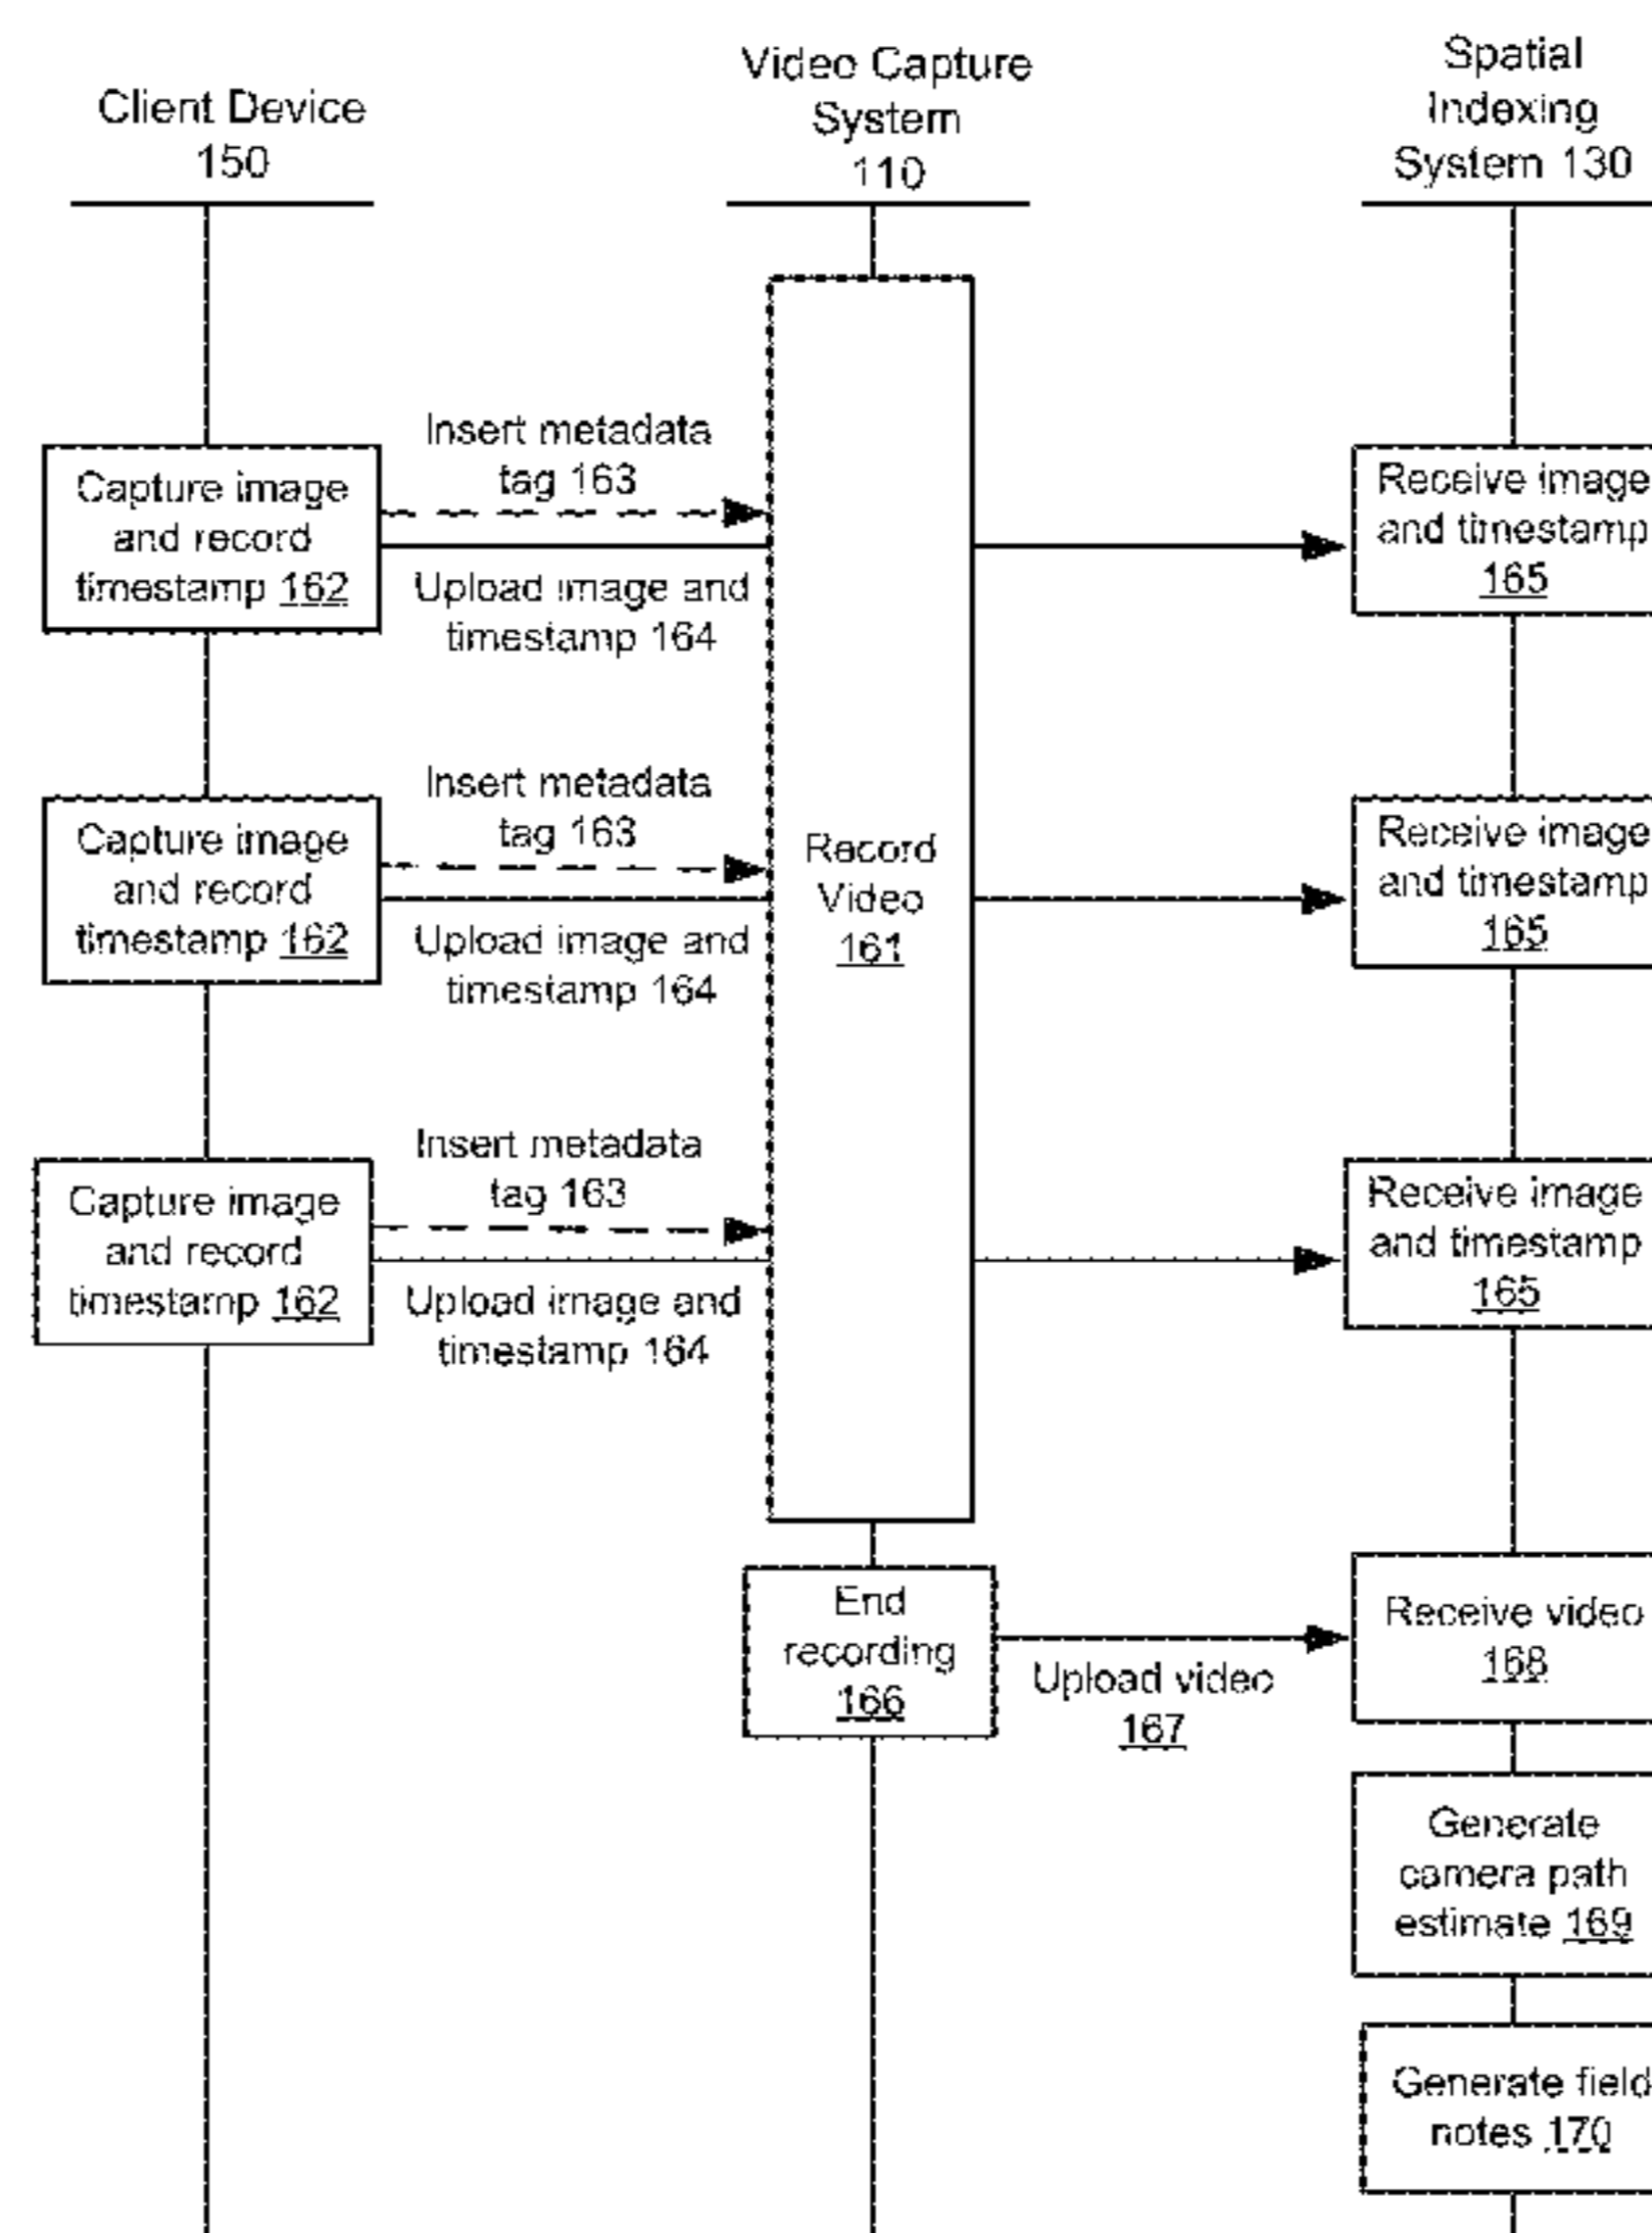 Client Device
150
Video Capture
System
110
Spatial
Indexing
System 130
Capture image
and record
timestamp 162
Insert metadata
tag 163
Upload image and
timestamp 164
Receive image
and timestamp
165
Capture image
and record
timestamp 162
Insert metadata
tag 163
Upload image and
timestamp 164
Record
Video
161
Receive image
and timestamp
165
Capture image
and record
timestamp 162
Insert metadata
tag 163
Upload image and
timestamp 164
Receive image
and timestamp
165
End
recording
166
Upload video
167
Receive video
168
Generate
camera path
estimate 169
Generate field
notes 170